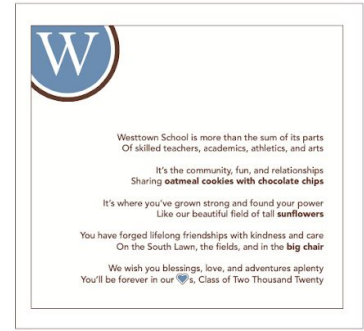 W
Westtown School is more than the sum of its parts
Of skilled teachers, academics, athletics, and arts
It's the community, fun, and relationships
Sharing oatmeal cookies with chocolate chips
It's where you've grown strong and found your power
Like our beautiful field of tall sunflowers
You have forged lifelong friendships with kindness and care
On the South Lawn, the fields, and in the big chair
We wish you blessings, love, and adventures aplenty
You'll be forever in our 💙s, Class of Two Thousand Twenty